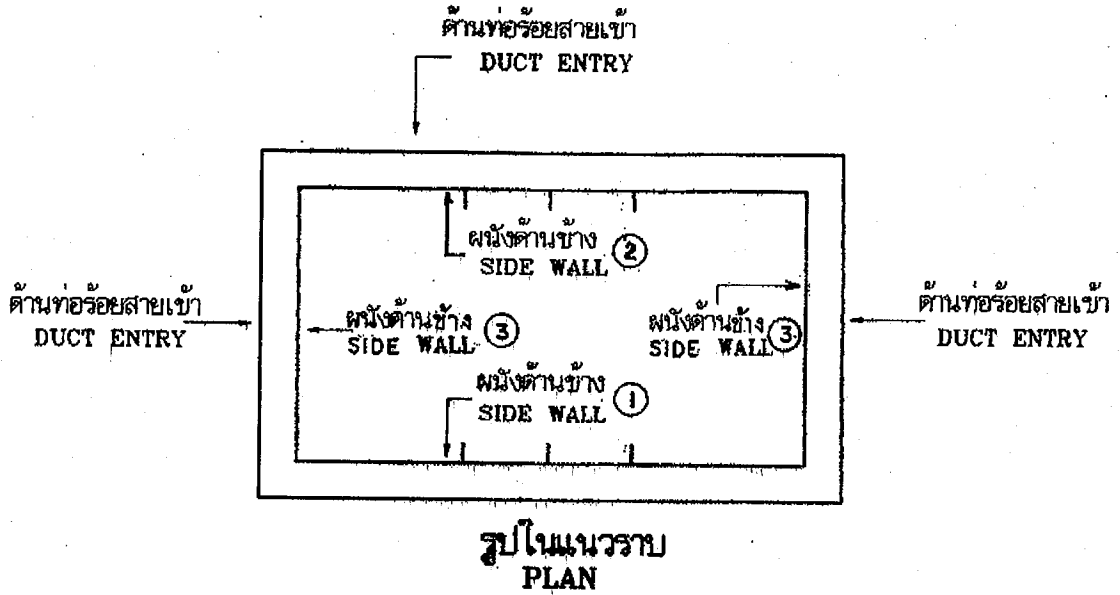 ด้านท่อร้อยสายเข้า
DUCT ENTRY
ผนังด้านข้าง ②
SIDE WALL
ด้านท่อร้อยสายเข้า
DUCT ENTRY
ผนังด้านข้าง ③
SIDE WALL
ผนังด้านข้าง ③
SIDE WALL
ด้านท่อร้อยสายเข้า
DUCT ENTRY
ผนังด้านข้าง ①
SIDE WALL
รูปในแนวราบ
PLAN